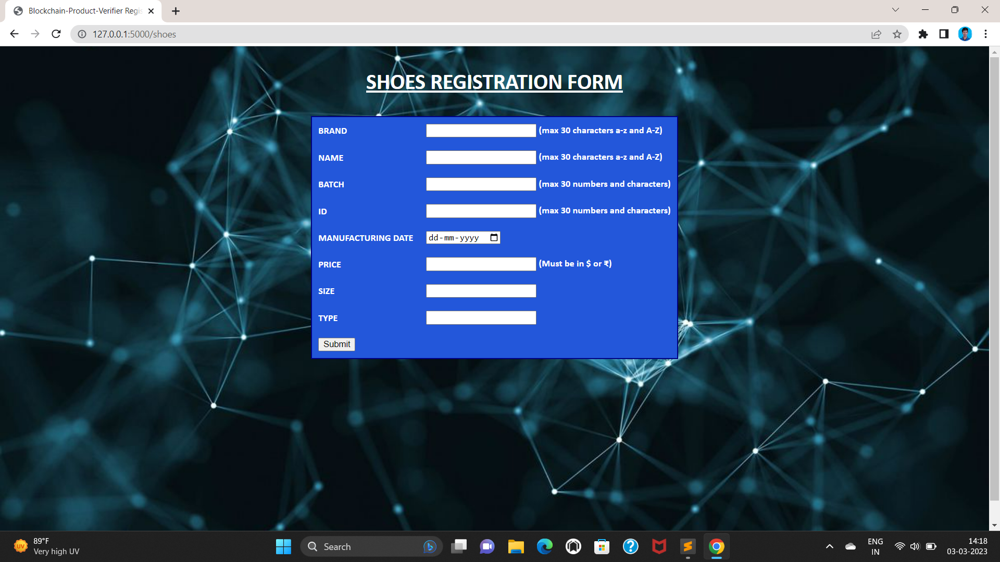 Blockchain-Product-Verifier Regis
127.0.0.1:5000/shoes
SHOES REGISTRATION FORM
BRAND (max 30 characters a-z and A-Z)
NAME (max 30 characters a-z and A-Z)
BATCH (max 30 numbers and characters)
ID (max 30 numbers and characters)
MANUFACTURING DATE dd-mm-yyyy
PRICE (Must be in $ or ₹)
SIZE
TYPE
Submit
UV
89°F
Very high UV
Search
ENG
IN
14:18
03-03-2023